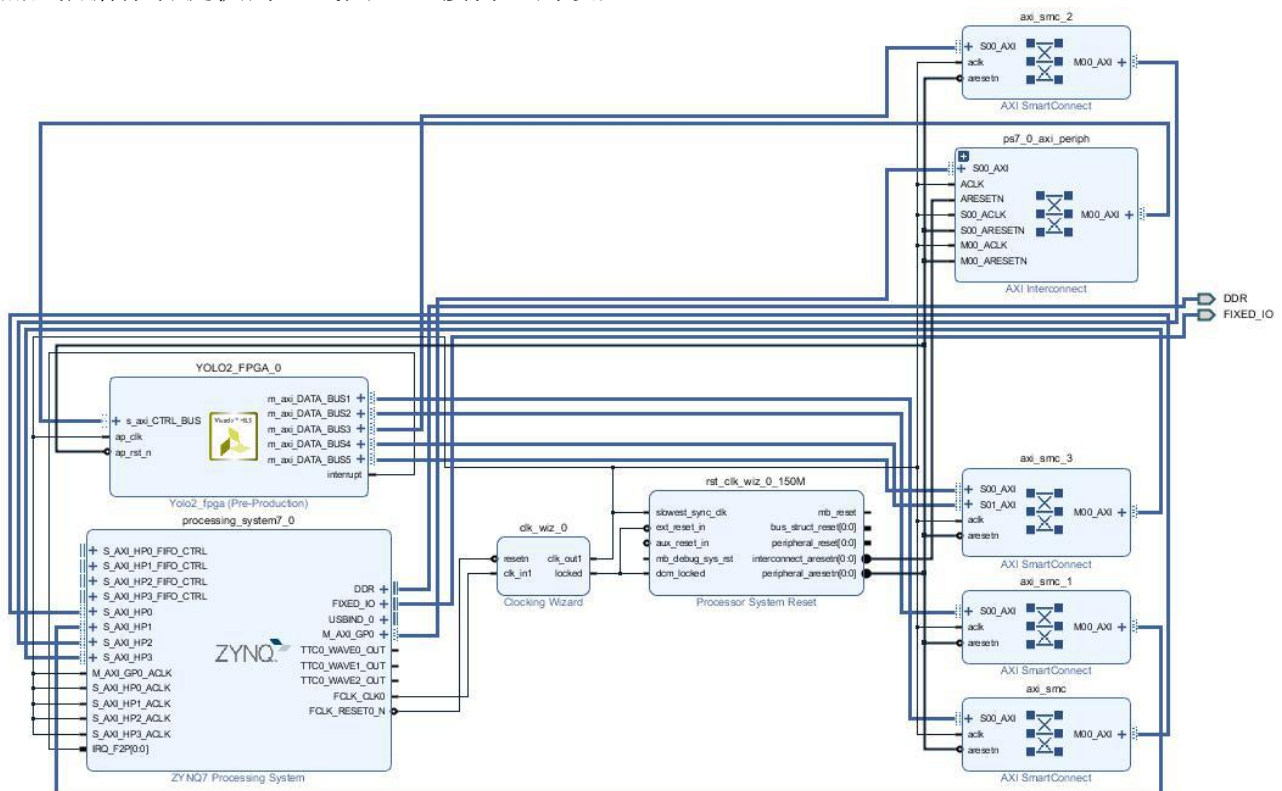 axi_smc_2
S00_AXI
aclk
aresetn
M00_AXI
AXI SmartConnect
ps7_0_axi_periph
S00_AXI
ACLK
ARESETN
S00_ACLK
S00_ARESETN
M00_ACLK
M00_ARESETN
M00_AXI
AXI Interconnect
DDR
FIXED_IO
YOLO2_FPGA_0
s_axi_CTRL_BUS
ap_clk
ap_rst_n
m_axi_DATA_BUS1
m_axi_DATA_BUS2
m_axi_DATA_BUS3
m_axi_DATA_BUS4
m_axi_DATA_BUS5
interrupt
Yolo2_fpga (Pre-Production)
processing_system7_0
S_AXI_HP0_FIFO_CTRL
S_AXI_HP1_FIFO_CTRL
S_AXI_HP2_FIFO_CTRL
S_AXI_HP3_FIFO_CTRL
S_AXI_HP0
S_AXI_HP1
S_AXI_HP2
S_AXI_HP3
M_AXI_GP0_ACLK
S_AXI_HP0_ACLK
S_AXI_HP1_ACLK
S_AXI_HP2_ACLK
S_AXI_HP3_ACLK
IRQ_F2P[0:0]
ZYNQ
DDR
FIXED_IO
USBIND_0
M_AXI_GP0
TTC0_WAVE0_OUT
TTC0_WAVE1_OUT
TTC0_WAVE2_OUT
FCLK_CLK0
FCLK_RESET0_N
ZYNQ7 Processing System
clk_wiz_0
resetn
clk_in1
clk_out1
locked
Clocking Wizard
rst_clk_wiz_0_150M
slowest_sync_clk
ext_reset_in
aux_reset_in
mb_debug_sys_rst
dcm_locked
mb_reset
bus_struct_reset[0:0]
peripheral_reset[0:0]
interconnect_aresetn[0:0]
peripheral_aresetn[0:0]
Processor System Reset
axi_smc_3
S00_AXI
S01_AXI
aclk
aresetn
M00_AXI
AXI SmartConnect
axi_smc_1
S00_AXI
aclk
aresetn
M00_AXI
AXI SmartConnect
axi_smc
S00_AXI
aclk
aresetn
M00_AXI
AXI SmartConnect